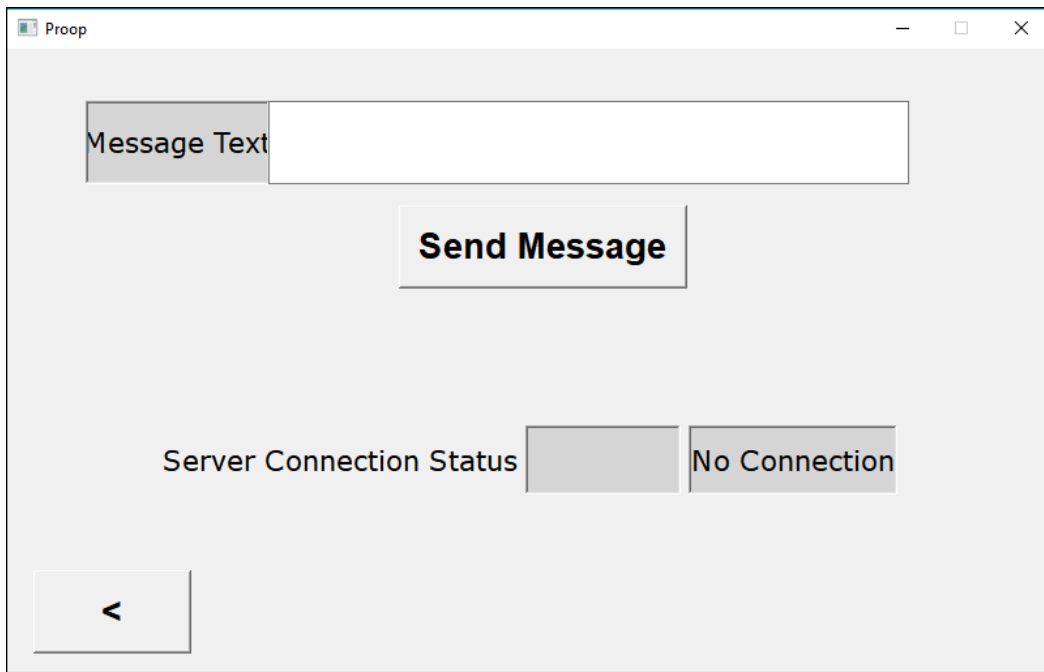 Proop
Message Text
Send Message
Server Connection Status No Connection
<